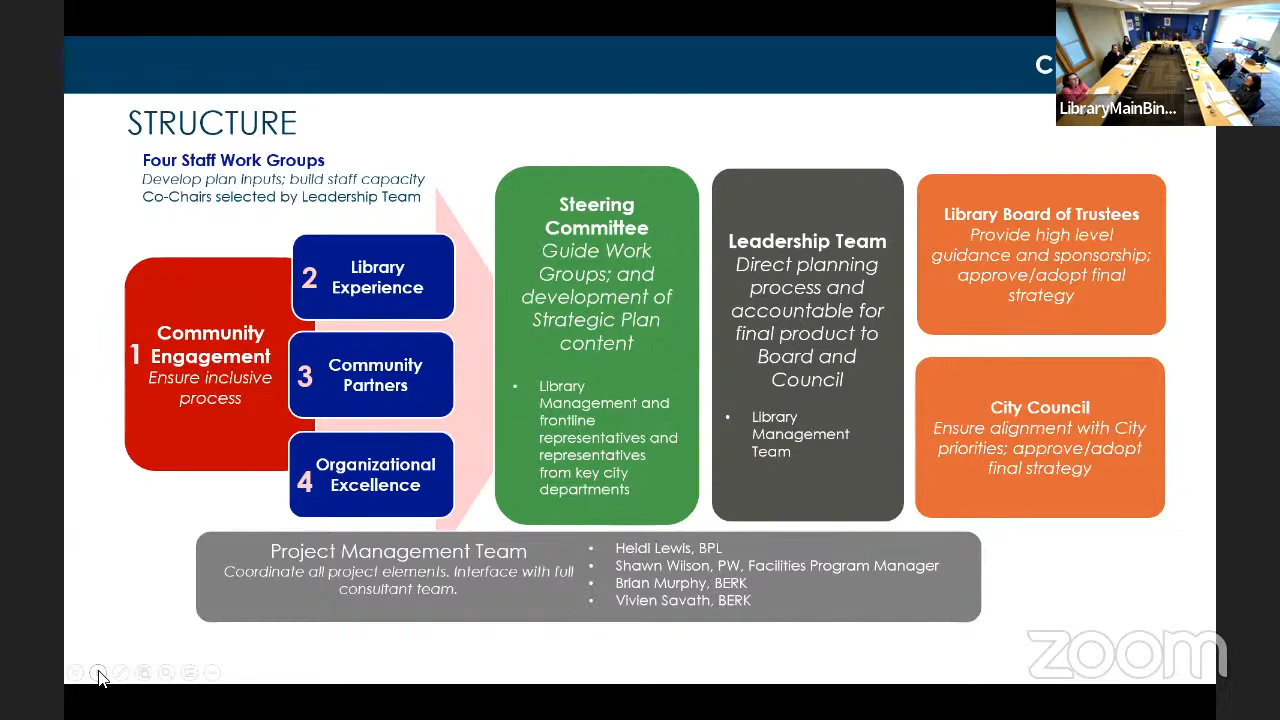 C
LibraryMainBin...
STRUCTURE
Four Staff Work Groups
Develop plan inputs; build staff capacity
Co-Chairs selected by Leadership Team
1
Community
Engagement
Ensure inclusive
process
2
Library
Experience
3
Community
Partners
4
Organizational
Excellence
Steering
Committee
Guide Work
Groups; and
development of
Strategic Plan
content
• Library
Management and
frontline
representatives and
representatives
from key city
departments
Leadership Team
Direct planning
process and
accountable for
final product to
Board and
Council
• Library
Management
Team
Library Board of Trustees
Provide high level
guidance and sponsorship;
approve/adopt final
strategy
City Council
Ensure alignment with City
priorities; approve/adopt
final strategy
Project Management Team
Coordinate all project elements. Interface with full
consultant team.
• Heidi Lewis, BPL
• Shawn Wilson, PW, Facilities Program Manager
• Brian Murphy, BERK
• Vivien Savath, BERK
zoom